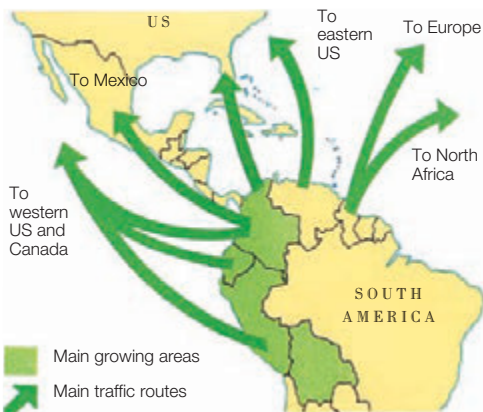 US
To
eastern
US
To Europe
To Mexico
To North
Africa
To
western
US and
Canada
SOUTH
AMERICA
Main growing areas
Main traffic routes